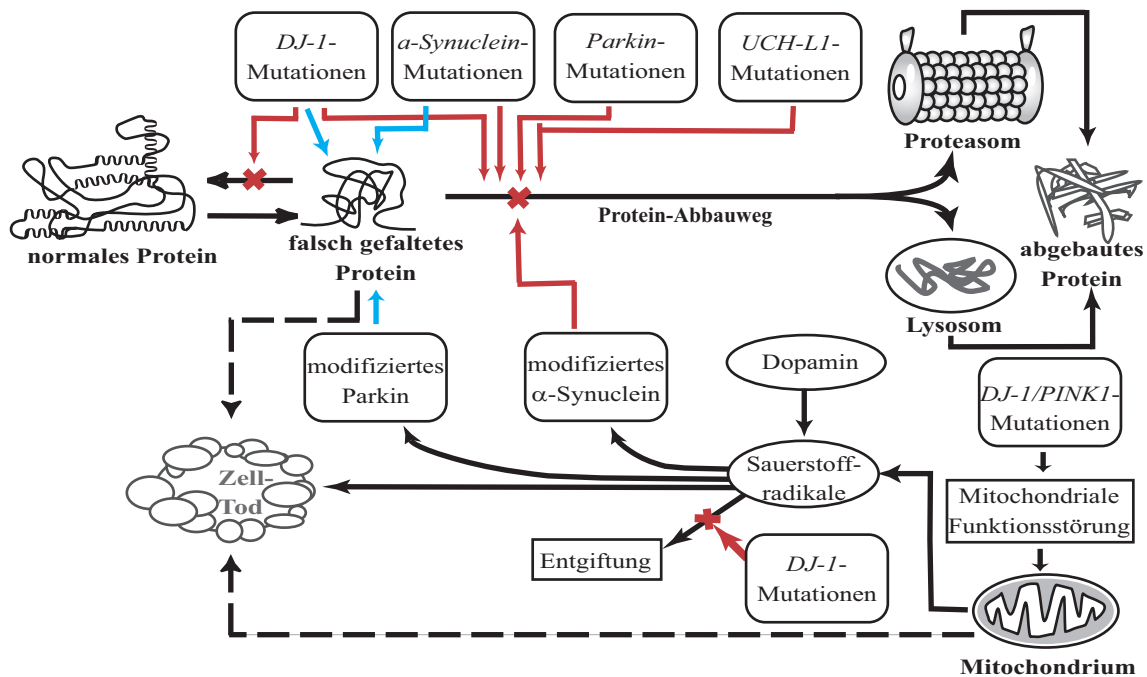 DJ-1-
Mutationen
a-Synuclein-
Mutationen
Parkin-
Mutationen
UCH-L1-
Mutationen
Proteasom
normales Protein
falsch gefaltetes
Protein
Protein-Abbauweg
abgebautes
Protein
Lysosom
modifiziertes
Parkin
modifiziertes
α-Synuclein
Dopamin
DJ-1/PINK1-
Mutationen
Zell-
Tod
Sauerstoff-
radikale
Mitochondriale
Funktionsstörung
Entgiftung
DJ-1-
Mutationen
Mitochondrium